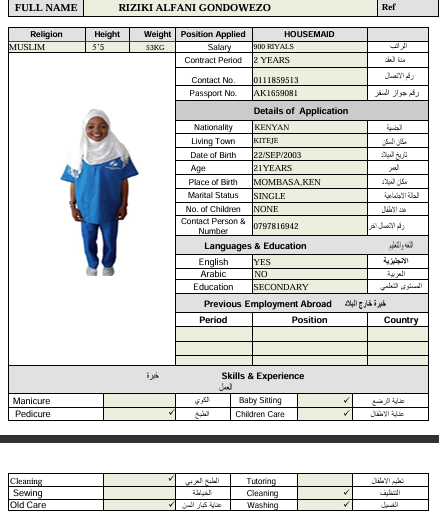 FULL NAME RIZIKI ALFANI GONDOWEZO Ref
Religion Height Weight Position Applied HOUSEMAID
MUSLIM 5'5 53KG Salary 900 RIYALS الراتب
Contract Period 2 YEARS مدة العقد
Contact No. 0111859513 رقم الاتصال
Passport No. AK1659081 رقم جواز السفر
Details of Application
Nationality KENYAN الجنسية
Living Town KITEJE مكان السكن
Date of Birth 22/SEP/2003 تاريخ الميلاد
Age 21YEARS العمر
Place of Birth MOMBASA,KEN مكان الميلاد
Marital Status SINGLE الحالة الاجتماعية
No. of Children NONE عدد الاطفال
Contact Person & Number 0797816942 رقم الاتصال اخر
Languages & Education اللغه والتعليم
English YES الانجليزية
Arabic NO العربية
Education SECONDARY المستوى التعلمي
Previous Employment Abroad خبرة خارج البلاد
Period Position Country
خبرة Skills & Experience
العمل
Manicure الكوي Baby Sitting ✓ عناية الرضع
Pedicure ✓ الطبخ Children Care ✓ عناية الاطفال
Cleaning ✓ الطبخ العربي Tutoring تعليم الاطفال
Sewing الخياطة Cleaning ✓ التنظيف
Old Care ✓ عناية كبار السن Washing ✓ الغسيل